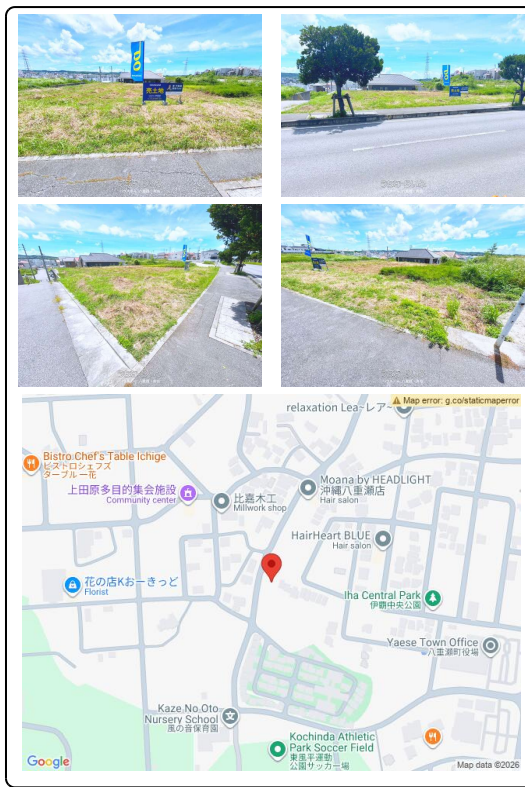 売土地
Map error: g.co/staticmaperror
relaxation Lea~レア~
Bistro Chef's Table Ichige
ビストロシェフズ
テーブル 一花
上田原多目的集会施設
Community center
比嘉木工
Millwork shop
Moana by HEADLIGHT
沖縄八重瀬店
Hair salon
HairHeart BLUE
Hair salon
花の店Kおーきっど
Florist
Iha Central Park
伊覇中央公園
Yaese Town Office
八重瀬町役場
Kaze No Oto
Nursery School
風の音保育園
Kochinda Athletic
Park Soccer Field
東風平運動
公園サッカー場
Google
Map data ©2026